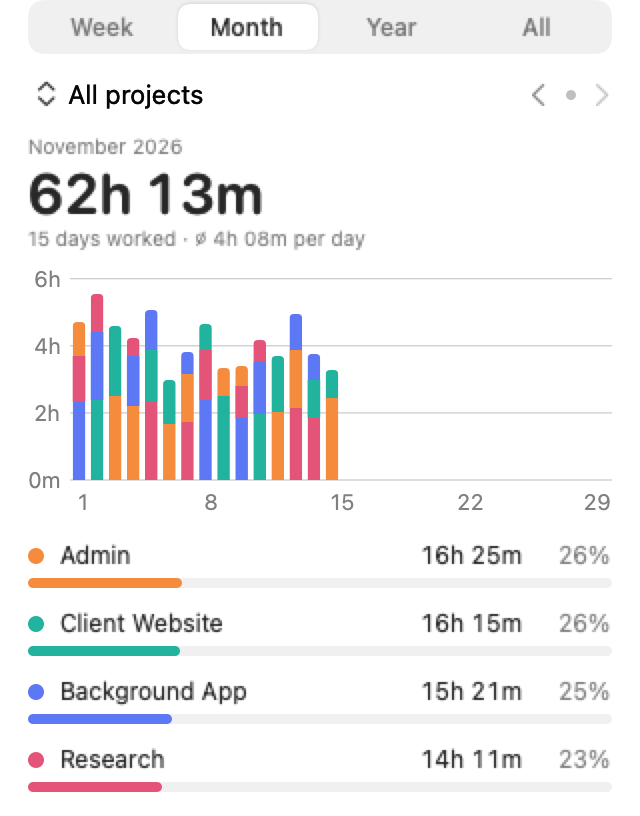 Week Month Year All
All projects
November 2026
62h 13m
15 days worked · ⌀ 4h 08m per day
6h
4h
2h
0m
1 8 15 22 29
Admin 16h 25m 26%
Client Website 16h 15m 26%
Background App 15h 21m 25%
Research 14h 11m 23%